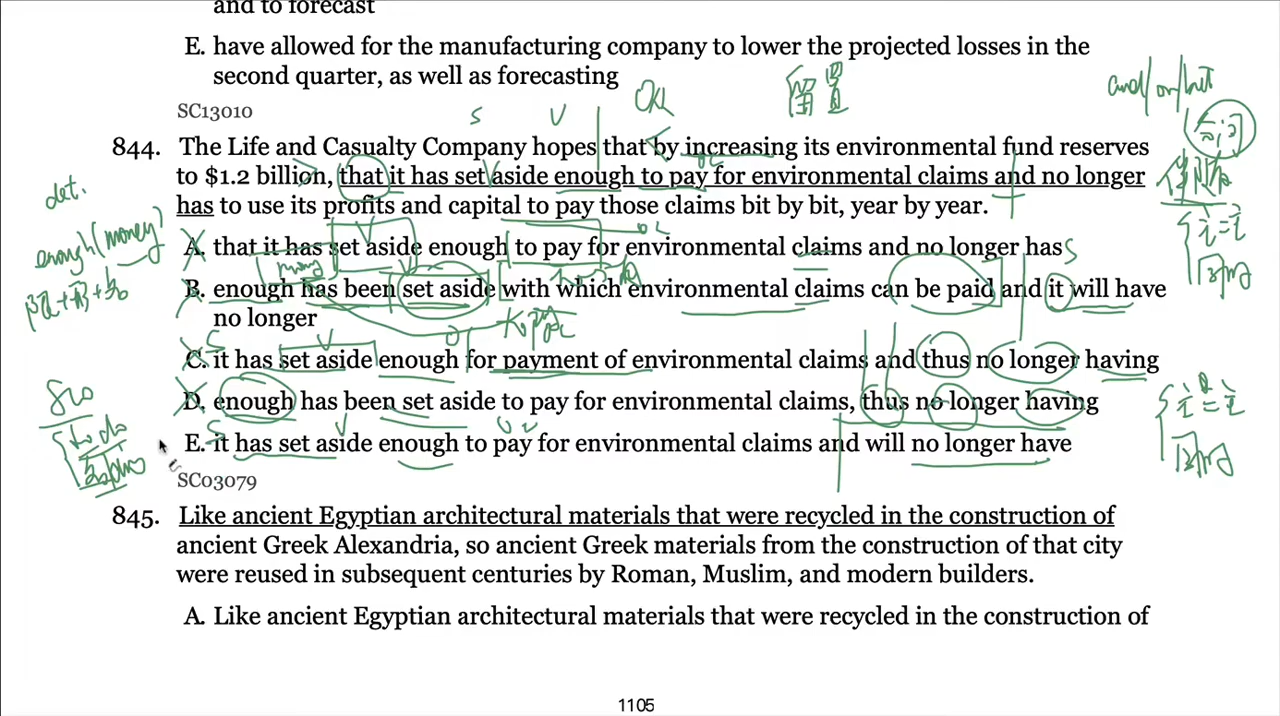 and to forecast
E. have allowed for the manufacturing company to lower the projected losses in the
second quarter, as well as forecasting
SC13010
留置
and/or/but
S V
844. The Life and Casualty Company hopes that by increasing its environmental fund reserves
to $1.2 billion, that it has set aside enough to pay for environmental claims and no longer
has to use its profits and capital to pay those claims bit by bit, year by year.
det.
enough (money)
A. that it has set aside enough to pay for environmental claims and no longer has
B. enough has been set aside with which environmental claims can be paid and it will have
no longer
C. it has set aside enough for payment of environmental claims and thus no longer having
D. enough has been set aside to pay for environmental claims, thus no longer having
to do
E. it has set aside enough to pay for environmental claims and will no longer have
SC03079
845. Like ancient Egyptian architectural materials that were recycled in the construction of
ancient Greek Alexandria, so ancient Greek materials from the construction of that city
were reused in subsequent centuries by Roman, Muslim, and modern builders.
A. Like ancient Egyptian architectural materials that were recycled in the construction of
1105